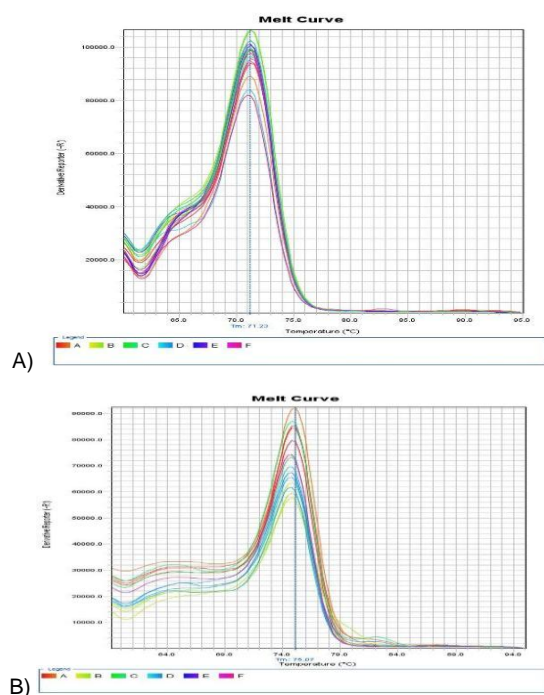 Melt Curve
100000.0
80000.0
60000.0
40000.0
20000.0
Derivative Reporter (-R')
65.0 70.0 75.0 80.0 85.0 90.0 95.0
Tm: 71.23
Temperature (°C)
Legend
A B C D E F
A)
Melt Curve
90000.0
80000.0
70000.0
60000.0
50000.0
40000.0
30000.0
20000.0
10000.0
Derivative Reporter (-R')
64.0 69.0 74.0 79.0 84.0 89.0 94.0
Tm: 75.07
Temperature (°C)
Legend
A B C D E F
B)